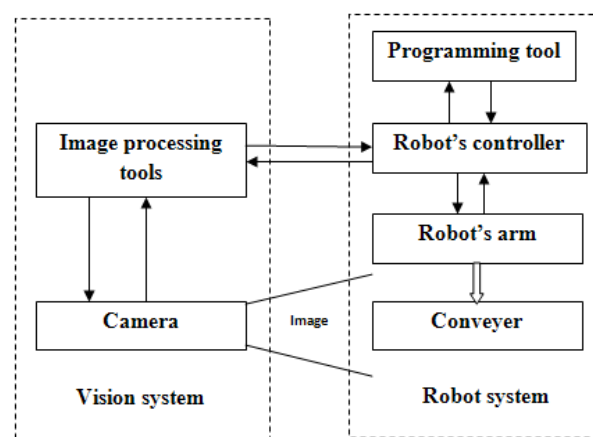 Programming tool
Image processing
tools
Robot's controller
Robot's arm
Camera
Image
Conveyer
Vision system
Robot system